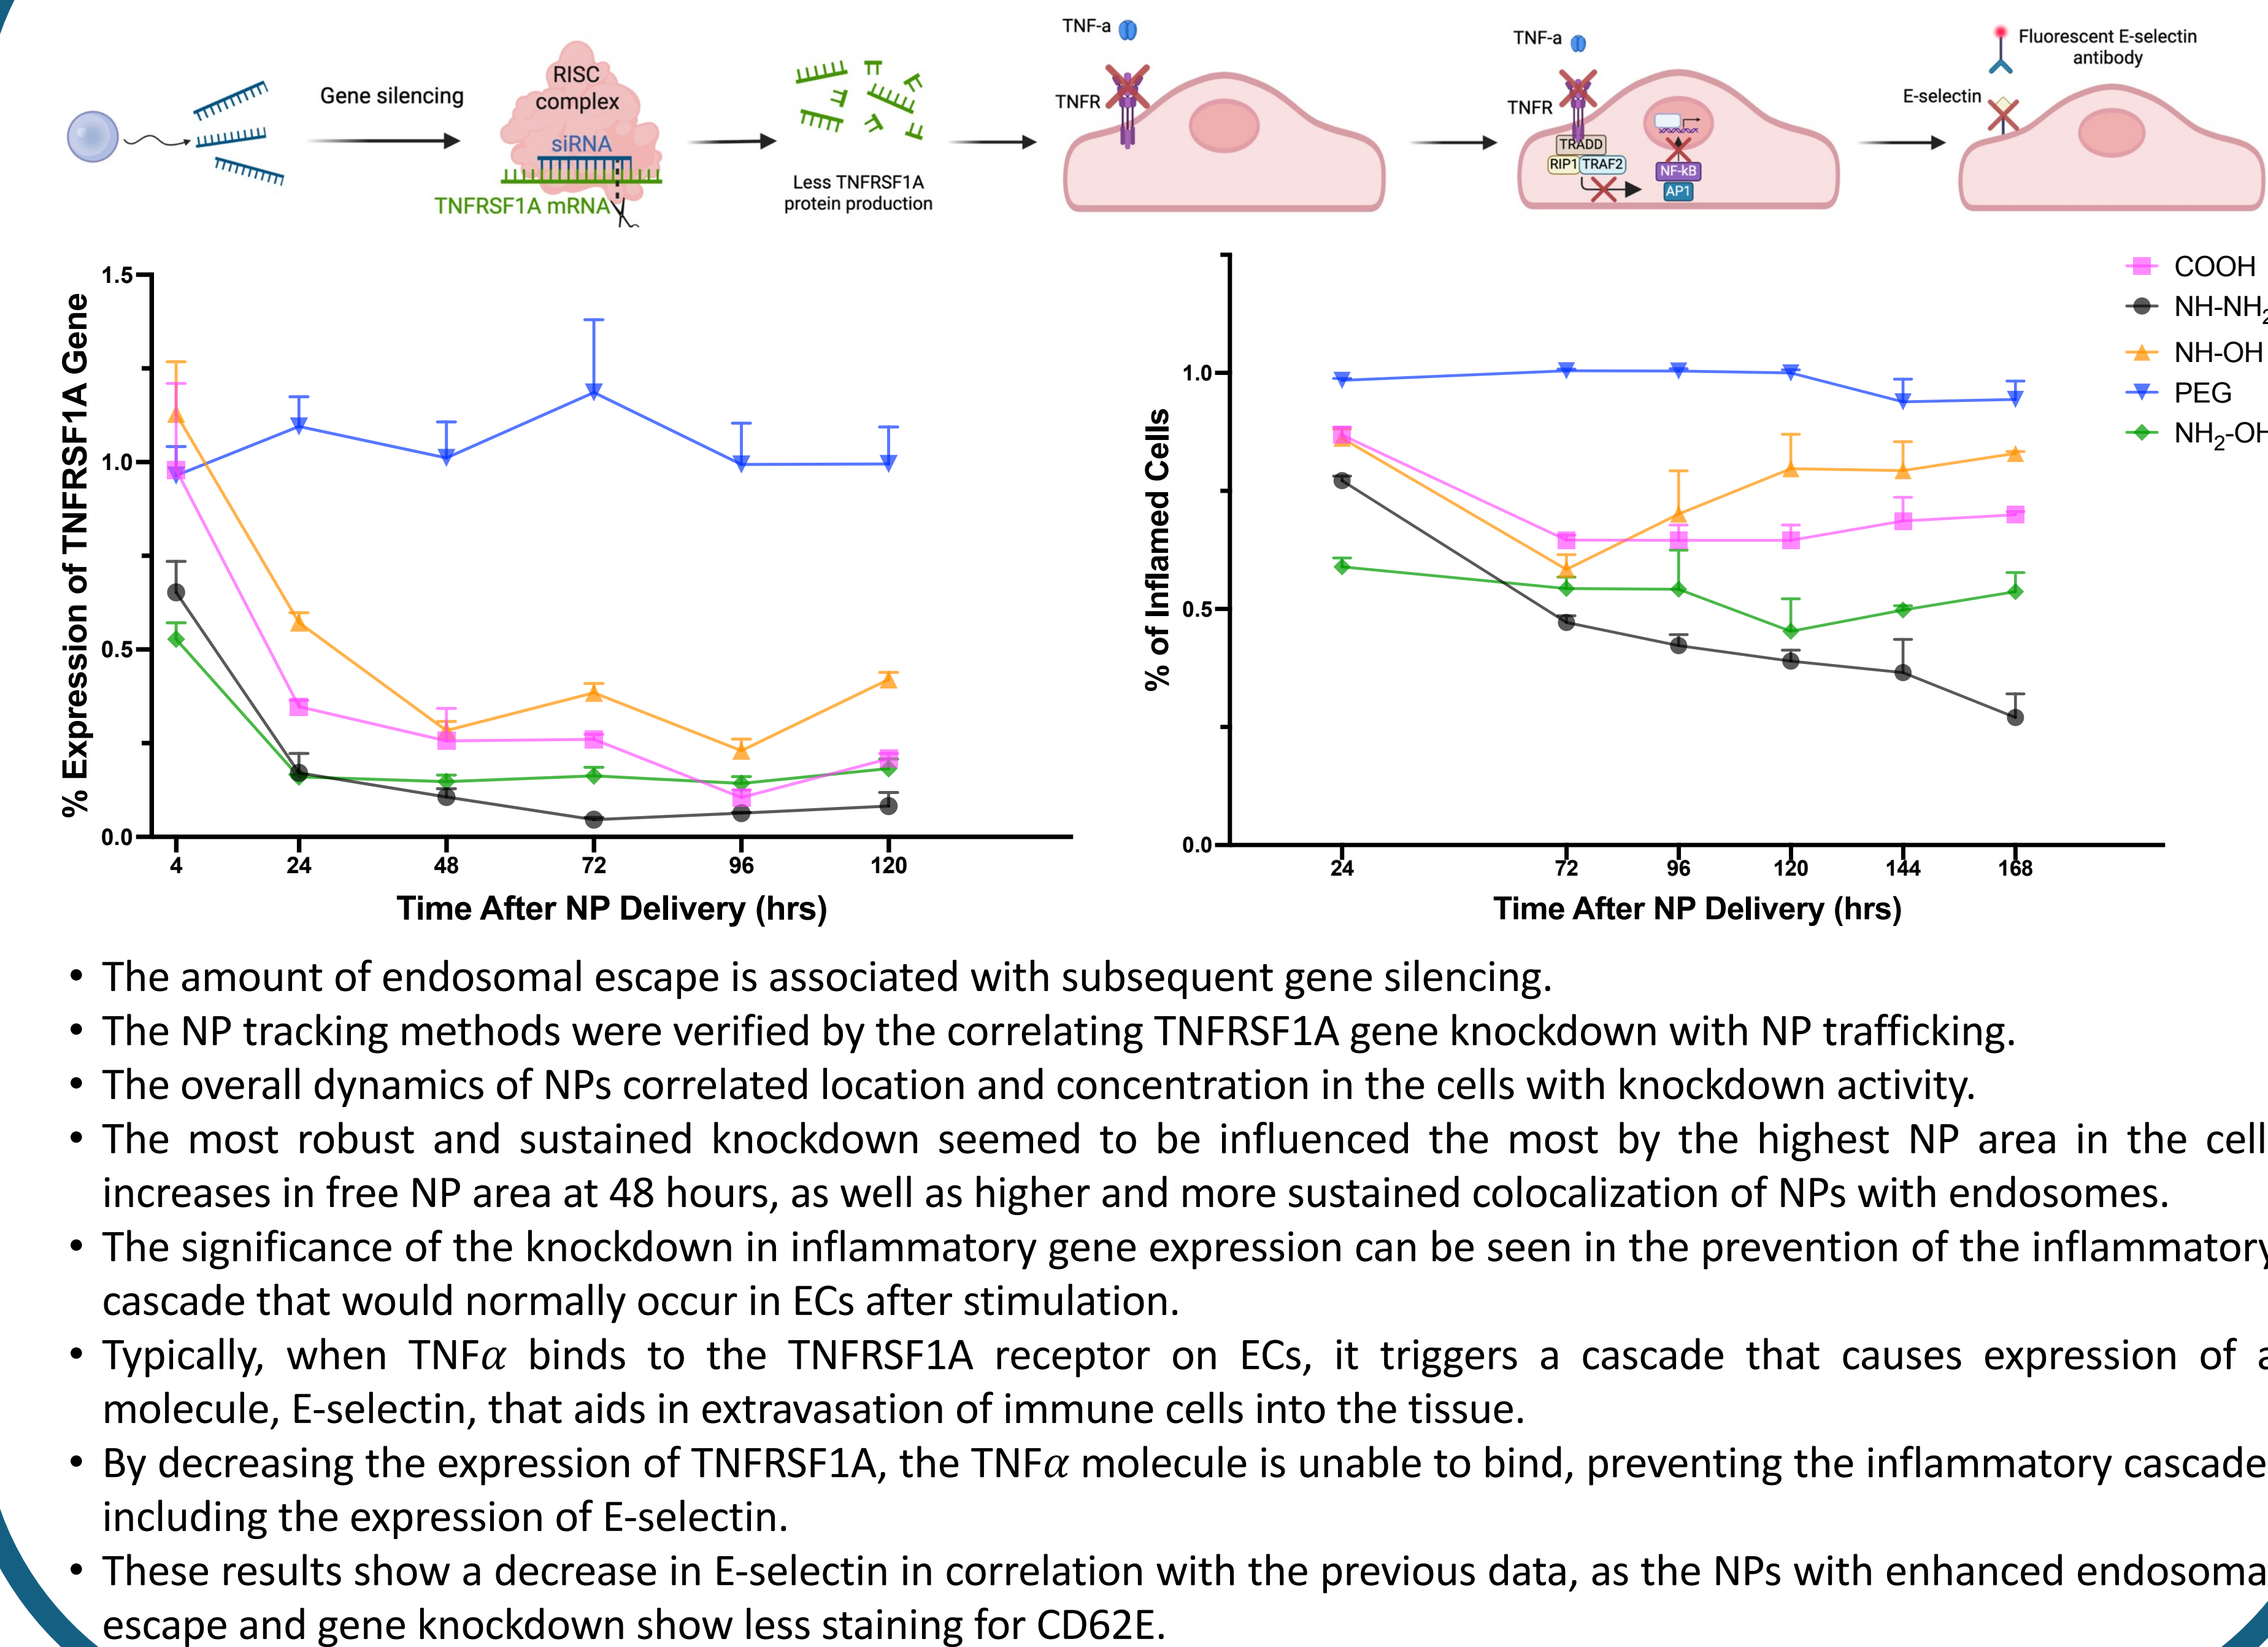 TNF-a
TNFR
Gene silencing
RISC
complex
siRNA
TNFRSF1A mRNA
Less TNFRSF1A
protein production
TNF-a
TNFR
TRADD
RIP1 TRAF2
NF-kB
AP1
Fluorescent E-selectin
antibody
E-selectin
% Expression of TNFRSF1A Gene
1.5
1.0
0.5
0.0
4 24 48 72 96 120
Time After NP Delivery (hrs)
% of Inflamed Cells
1.0
0.5
0.0
24 72 96 120 144 168
Time After NP Delivery (hrs)
COOH
NH-NH2
NH-OH
PEG
NH2-OH
• The amount of endosomal escape is associated with subsequent gene silencing.
• The NP tracking methods were verified by the correlating TNFRSF1A gene knockdown with NP trafficking.
• The overall dynamics of NPs correlated location and concentration in the cells with knockdown activity.
• The most robust and sustained knockdown seemed to be influenced the most by the highest NP area in the cell
increases in free NP area at 48 hours, as well as higher and more sustained colocalization of NPs with endosomes.
• The significance of the knockdown in inflammatory gene expression can be seen in the prevention of the inflammatory
cascade that would normally occur in ECs after stimulation.
• Typically, when TNFα binds to the TNFRSF1A receptor on ECs, it triggers a cascade that causes expression of a
molecule, E-selectin, that aids in extravasation of immune cells into the tissue.
• By decreasing the expression of TNFRSF1A, the TNFα molecule is unable to bind, preventing the inflammatory cascade
including the expression of E-selectin.
• These results show a decrease in E-selectin in correlation with the previous data, as the NPs with enhanced endosoma
escape and gene knockdown show less staining for CD62E.